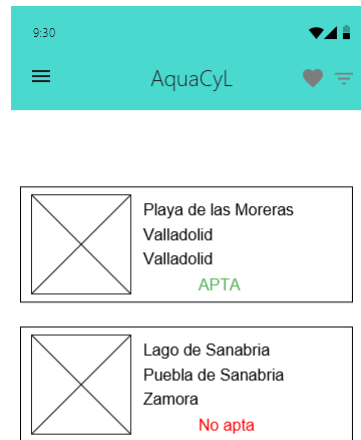 9:30
AquaCyL
Playa de las Moreras
Valladolid
Valladolid
APTA
Lago de Sanabria
Puebla de Sanabria
Zamora
No apta